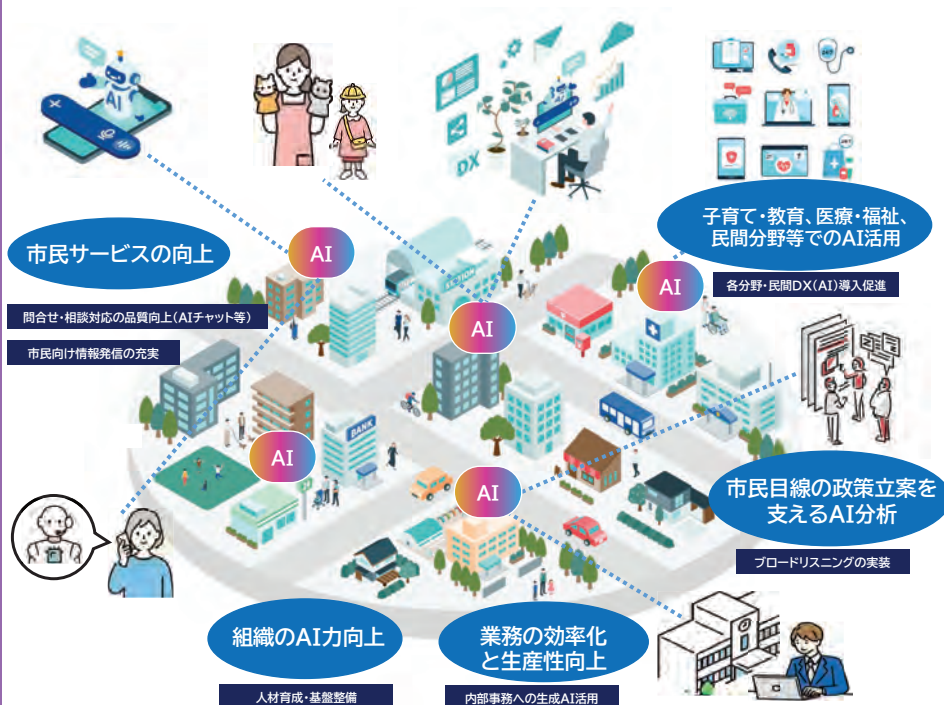 AI
DX
市民サービスの向上
問合せ・相談対応の品質向上(AIチャット等)
市民向け情報発信の充実
AI
AI
AI
子育て・教育、医療・福祉、
民間分野等でのAI活用
各分野・民間DX(AI)導入促進
BANK
AI
AI
市民目線の政策立案を
支えるAI分析
ブロードリスニングの実装
組織のAI力向上
人材育成・基盤整備
業務の効率化
と生産性向上
内部事務への生成AI活用